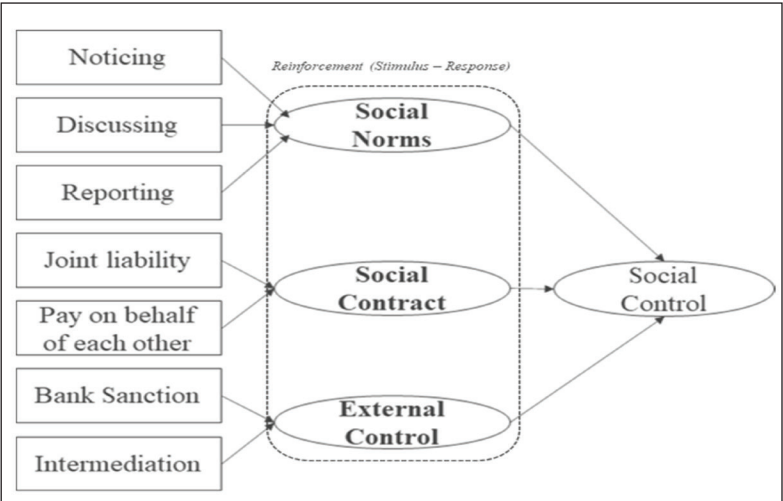 Noticing
Reinforcement (Stimulus – Response)
Social
Norms
Discussing
Reporting
Joint liability
Social
Contract
Social
Control
Pay on behalf
of each other
Bank Sanction
External
Control
Intermediation